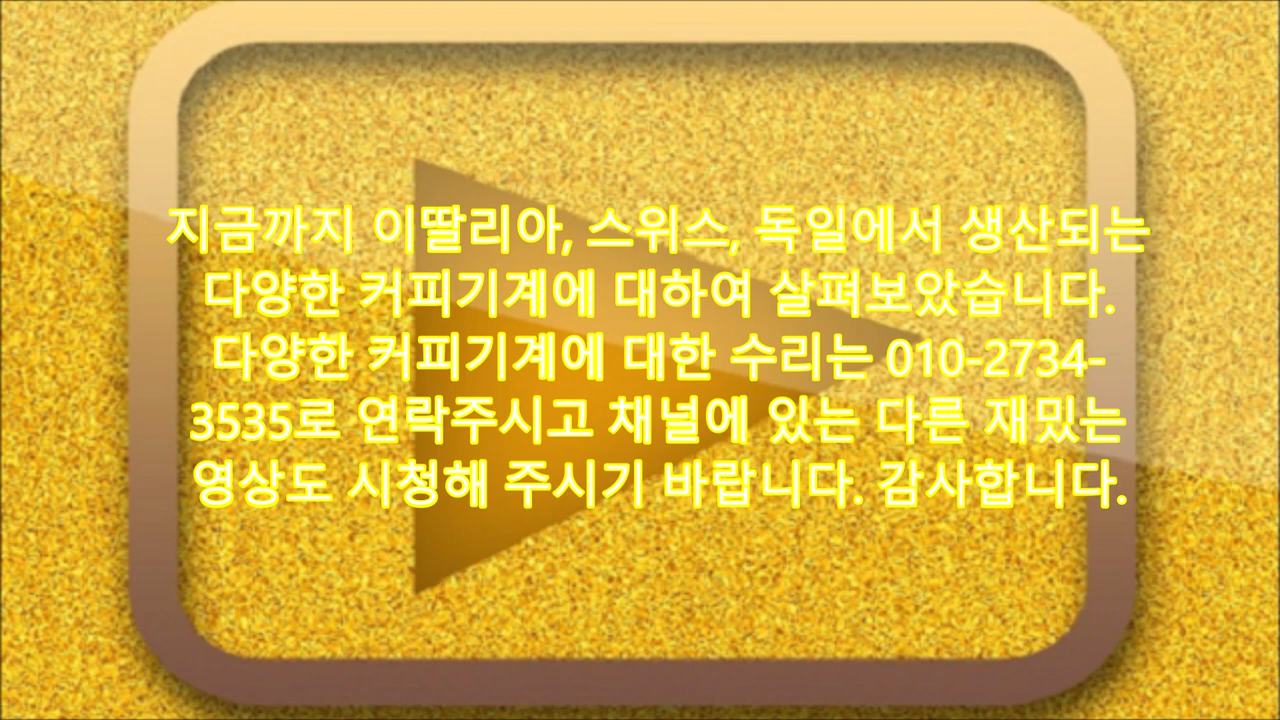 지금까지 이딸리아, 스위스, 독일에서 생산되는
다양한 커피기계에 대하여 살펴보았습니다.
다양한 커피기계에 대한 수리는 010-2734-
3535로 연락주시고 채널에 있는 다른 재밌는
영상도 시청해 주시기 바랍니다. 감사합니다.